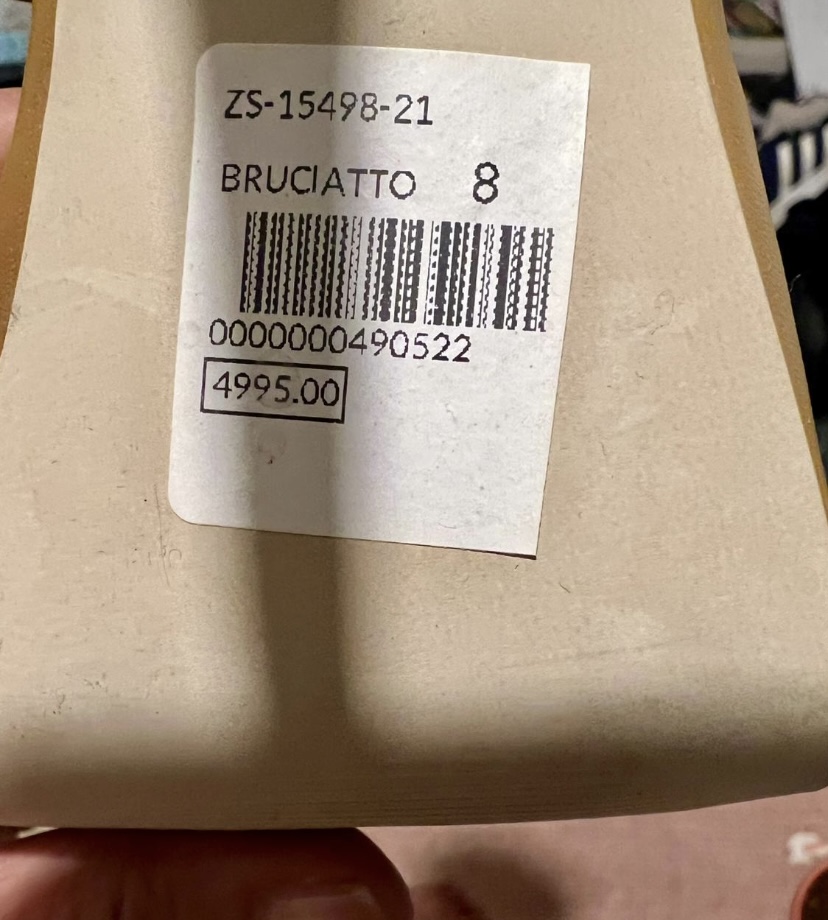 ZS-15498-21
BRUCIATTO 8
0000000490522
4995.00